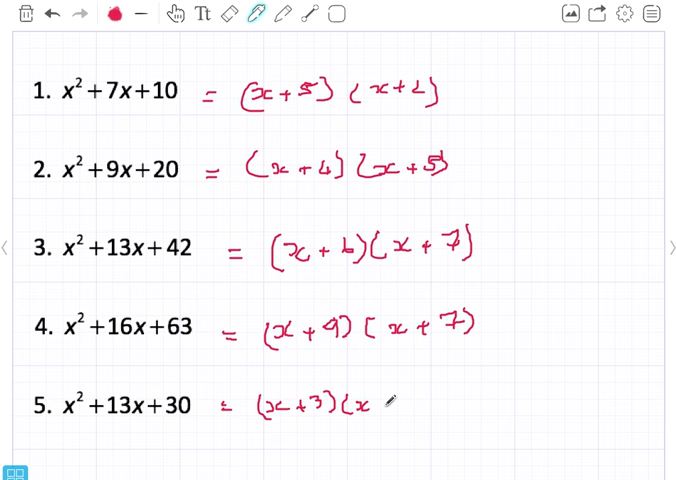 Tt
1. x² + 7x + 10 = (x + 5) (x + 2)
2. x² + 9x + 20 = (x + 4) (x + 5)
3. x² + 13x + 42 = (x + 6)(x + 7)
4. x² + 16x + 63 = (x + 9) (x + 7)
5. x² + 13x + 30 = (x + 3)(x